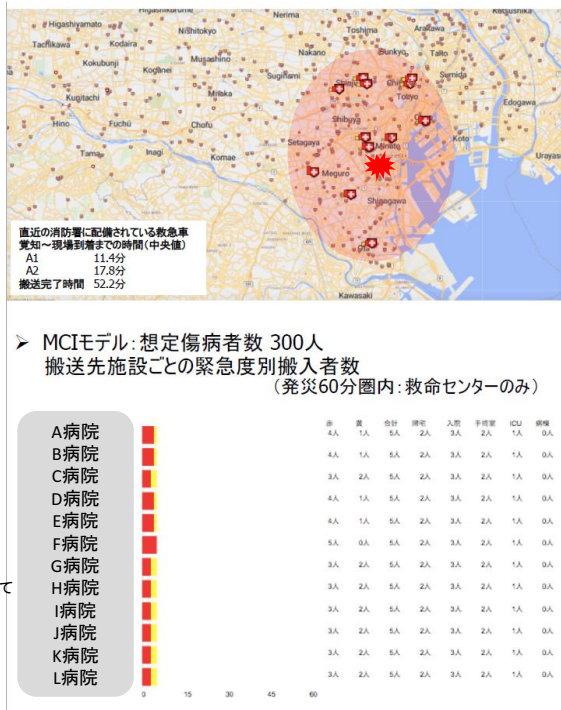 Higashimurayama
Katsushika
Higashiyamato
Nerima
Nishitokyo
Toshima
Arakawa
Tachikawa
Kodaira
Nakano
Bunkyo
Taito
Kokubunji
Musashino
Koganei
Suginami
Sumida
Kunitachi
Mitaka
Tokyo
Edogawa
Hino
Fuchu
Chofu
Shibuya
Koto
Setagaya
Minato
Urayasu
Tama
Inagi
Komae
Meguro
Shinagawa
Kawasaki
直近の消防署に配備されている救急車
覚知～現場到着までの時間(中央値)
A1 11.4分
A2 17.8分
搬送完了時間 52.2分
➢ MCIモデル:想定傷病者数 300人
搬送先施設ごとの緊急度別搬入者数
(発災60分圏内:救命センターのみ)
赤 黄 合計 帰宅 入院 手術室 ICU 病棟
A病院 4人 1人 5人 2人 3人 2人 1人 0人
B病院 4人 1人 5人 2人 3人 2人 1人 0人
C病院 3人 2人 5人 2人 3人 2人 1人 0人
D病院 4人 1人 5人 2人 3人 2人 1人 0人
E病院 4人 1人 5人 2人 3人 2人 1人 0人
F病院 5人 0人 5人 2人 3人 2人 1人 0人
G病院 3人 2人 5人 2人 3人 2人 1人 0人
て
H病院 3人 2人 5人 2人 3人 2人 1人 0人
I病院 3人 2人 5人 2人 3人 2人 1人 0人
J病院 3人 2人 5人 2人 3人 2人 1人 0人
K病院 3人 2人 5人 2人 3人 2人 1人 0人
L病院 3人 2人 5人 2人 3人 2人 1人 0人
0 15 30 45 60